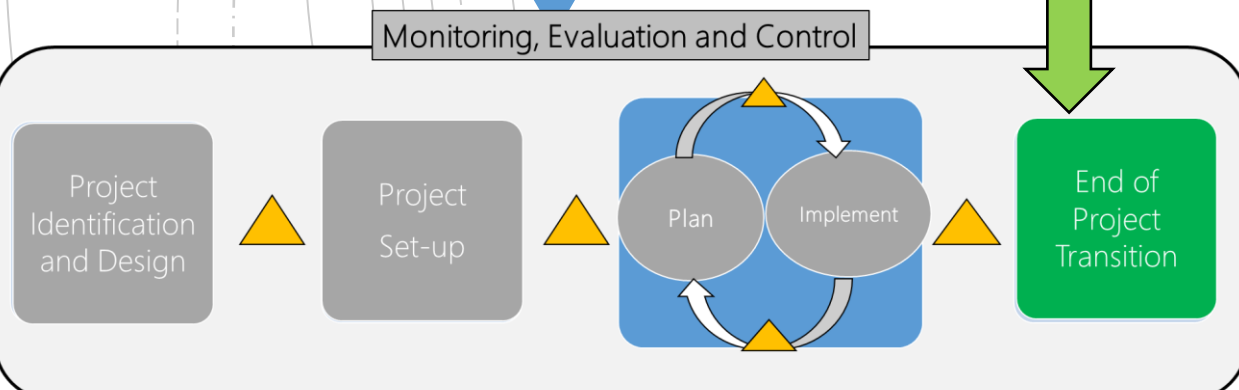 Monitoring, Evaluation and Control
Project
Identification
and Design
Project
Set-up
Plan
Implement
End of
Project
Transition